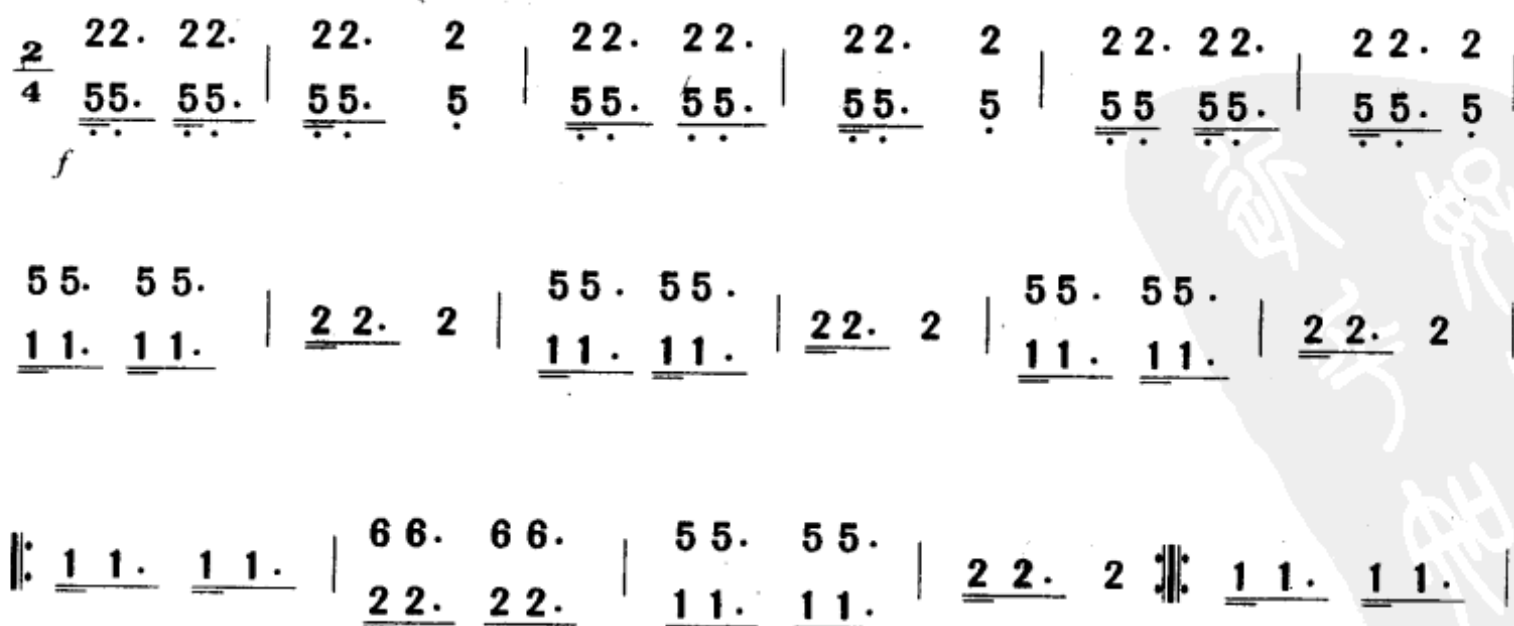 2 22. 22. | 22. 2 | 22. 22. | 22. 2 | 22. 22. | 22. 2 |
4 55. 55. | 55. 5 | 55. 55. | 55. 5 | 55 55. | 55. 5 |
f
55. 55. | | 55. 55. | | 55. 55. | |
11. 11. | 22. 2 | 11. 11. | 22. 2 | 11. 11. | 22. 2 |
66. 66. | 55. 55.
‖: 11. 11. | 22. 22. | 11. 11. | 22. 2 :‖: 11. 11. |